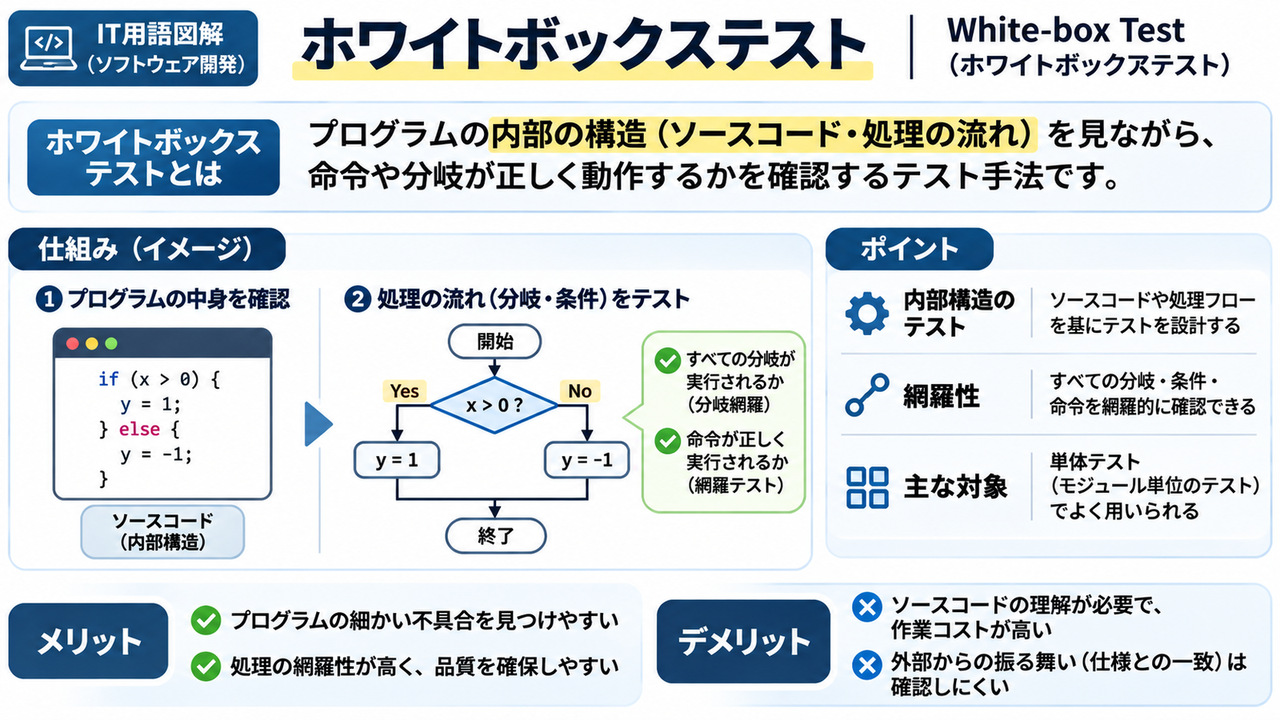 </>
IT用語図解
(ソフトウェア開発)
ホワイトボックステスト
White-box Test
(ホワイトボックステスト)
ホワイトボックス
テストとは
プログラムの内部の構造(ソースコード・処理の流れ)を見ながら、
命令や分岐が正しく動作するかを確認するテスト手法です。
仕組み(イメージ)
1 プログラムの中身を確認
if (x > 0) {
y = 1;
} else {
y = -1;
}
ソースコード
(内部構造)
2 処理の流れ(分岐・条件)をテスト
開始
Yes
x > 0 ?
No
y = 1
y = -1
終了
すべての分岐が
実行されるか
(分岐網羅)
命令が正しく
実行されるか
(網羅テスト)
ポイント
内部構造の
テスト
ソースコードや処理フロー
を基にテストを設計する
網羅性
すべての分岐・条件・
命令を網羅的に確認できる
主な対象
単体テスト
(モジュール単位のテスト)
でよく用いられる
メリット
プログラムの細かい不具合を見つけやすい
処理の網羅性が高く、品質を確保しやすい
デメリット
ソースコードの理解が必要で、
作業コストが高い
外部からの振る舞い(仕様との一致)は
確認しにくい